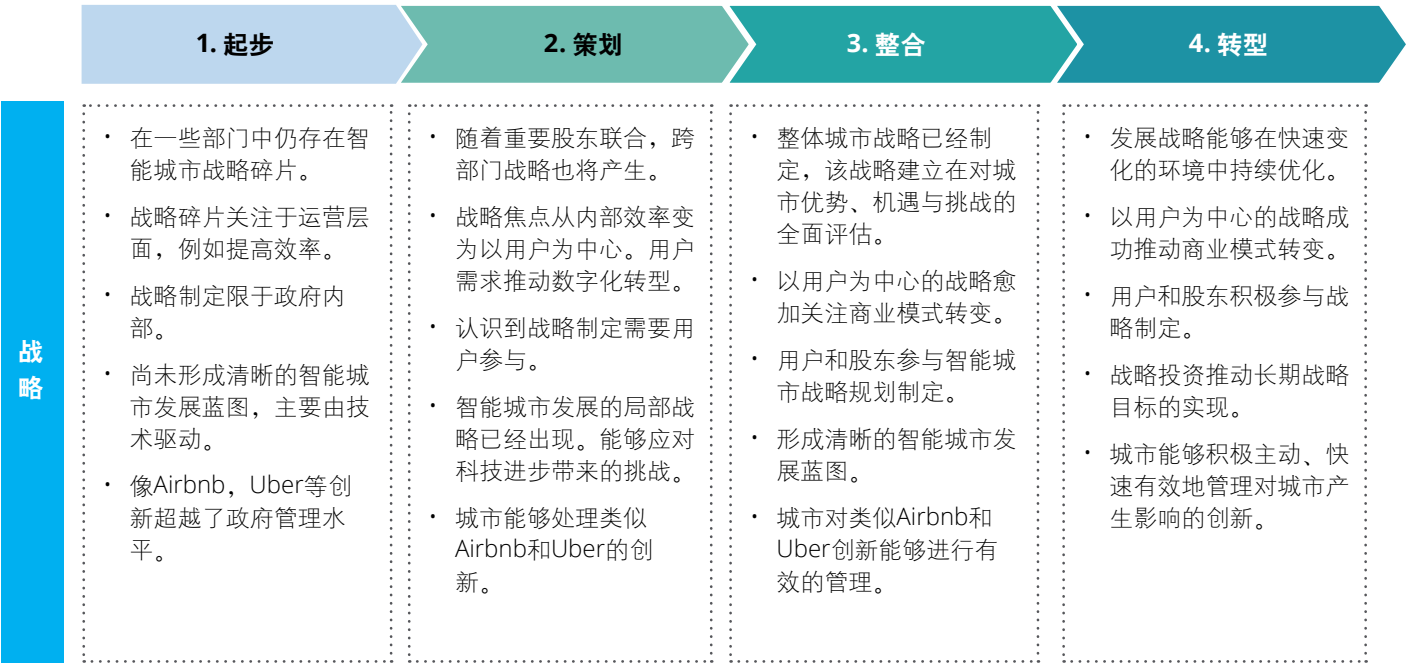 1. 起步
2. 策划
3. 整合
4. 转型
战
略
· 在一些部门中仍存在智
能城市战略碎片。
· 战略碎片关注于运营层
面，例如提高效率。
· 战略制定限于政府内
部。
· 尚未形成清晰的智能城
市发展蓝图，主要由技
术驱动。
· 像Airbnb，Uber等创
新超越了政府管理水
平。
· 随着重要股东联合，跨
部门战略也将产生。
· 战略焦点从内部效率变
为以用户为中心。用户
需求推动数字化转型。
· 认识到战略制定需要用
户参与。
· 智能城市发展的局部战
略已经出现。能够应对
科技进步带来的挑战。
· 城市能够处理类似
Airbnb和Uber的创
新。
· 整体城市战略已经制
定，该战略建立在对城
市优势、机遇与挑战的
全面评估。
· 以用户为中心的战略愈
加关注商业模式转变。
· 用户和股东参与智能城
市战略规划制定。
· 形成清晰的智能城市发
展蓝图。
· 城市对类似Airbnb和
Uber创新能够进行有
效的管理。
· 发展战略能够在快速变
化的环境中持续优化。
· 以用户为中心的战略成
功推动商业模式转变。
· 用户和股东积极参与战
略制定。
· 战略投资推动长期战略
目标的实现。
· 城市能够积极主动、快
速有效地管理对城市产
生影响的创新。